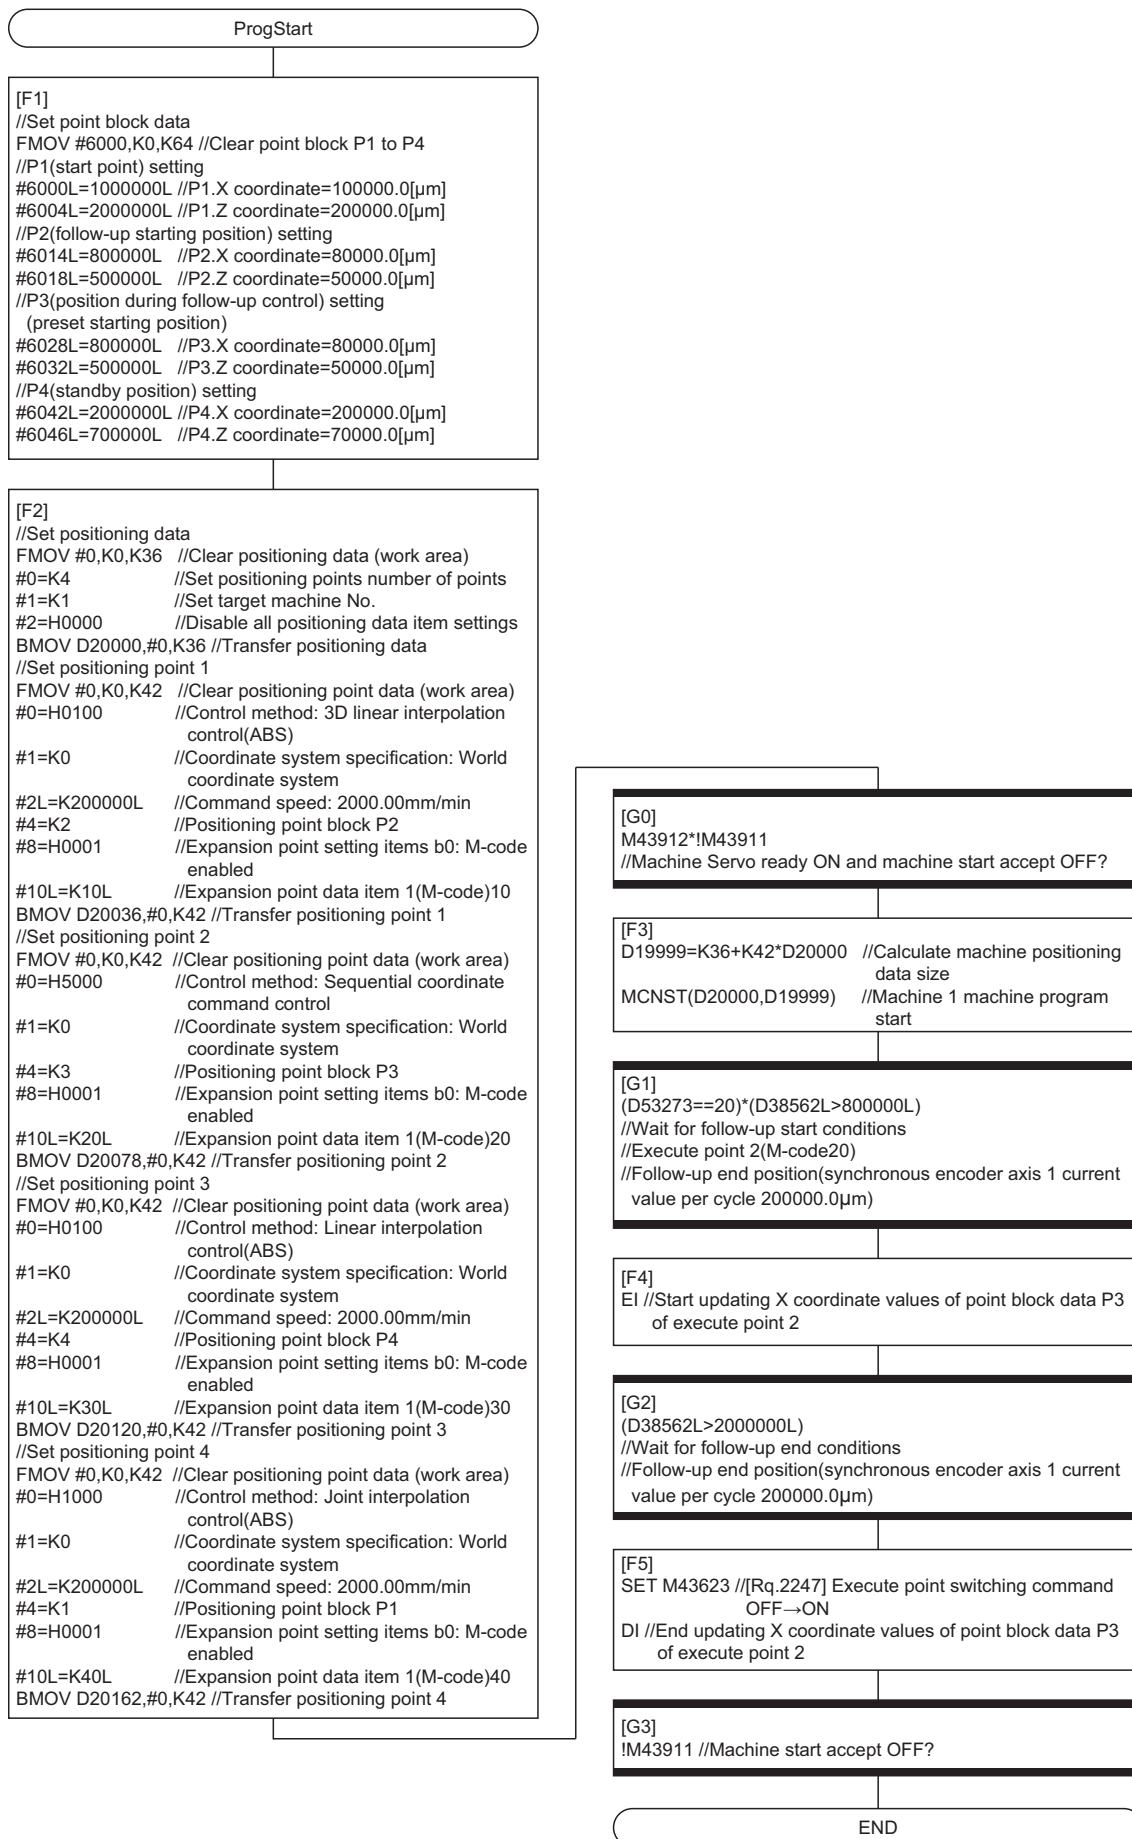 ProgStart
[F1]
//Set point block data
FMOV #6000,K0,K64 //Clear point block P1 to P4
//P1(start point) setting
#6000L=1000000L //P1.X coordinate=100000.0[µm]
#6004L=2000000L //P1.Z coordinate=200000.0[µm]
//P2(follow-up starting position) setting
#6014L=800000L //P2.X coordinate=80000.0[µm]
#6018L=500000L //P2.Z coordinate=50000.0[µm]
//P3(position during follow-up control) setting
(preset starting position)
#6028L=800000L //P3.X coordinate=80000.0[µm]
#6032L=500000L //P3.Z coordinate=50000.0[µm]
//P4(standby position) setting
#6042L=2000000L //P4.X coordinate=200000.0[µm]
#6046L=700000L //P4.Z coordinate=70000.0[µm]
[F2]
//Set positioning data
FMOV #0,K0,K36 //Clear positioning data (work area)
#0=K4 //Set positioning points number of points
#1=K1 //Set target machine No.
#2=H0000 //Disable all positioning data item settings
BMOV D20000,#0,K36 //Transfer positioning data
//Set positioning point 1
FMOV #0,K0,K42 //Clear positioning point data (work area)
#0=H0100 //Control method: 3D linear interpolation
control(ABS)
#1=K0 //Coordinate system specification: World
coordinate system
#2L=K200000L //Command speed: 2000.00mm/min
#4=K2 //Positioning point block P2
#8=H0001 //Expansion point setting items b0: M-code
enabled
#10L=K10L //Expansion point data item 1(M-code)10
BMOV D20036,#0,K42 //Transfer positioning point 1
//Set positioning point 2
FMOV #0,K0,K42 //Clear positioning point data (work area)
#0=H5000 //Control method: Sequential coordinate
command control
#1=K0 //Coordinate system specification: World
coordinate system
#4=K3 //Positioning point block P3
#8=H0001 //Expansion point setting items b0: M-code
enabled
#10L=K20L //Expansion point data item 1(M-code)20
BMOV D20078,#0,K42 //Transfer positioning point 2
//Set positioning point 3
FMOV #0,K0,K42 //Clear positioning point data (work area)
#0=H0100 //Control method: Linear interpolation
control(ABS)
#1=K0 //Coordinate system specification: World
coordinate system
#2L=K200000L //Command speed: 2000.00mm/min
#4=K4 //Positioning point block P4
#8=H0001 //Expansion point setting items b0: M-code
enabled
#10L=K30L //Expansion point data item 1(M-code)30
BMOV D20120,#0,K42 //Transfer positioning point 3
//Set positioning point 4
FMOV #0,K0,K42 //Clear positioning point data (work area)
#0=H1000 //Control method: Joint interpolation
control(ABS)
#1=K0 //Coordinate system specification: World
coordinate system
#2L=K200000L //Command speed: 2000.00mm/min
#4=K1 //Positioning point block P1
#8=H0001 //Expansion point setting items b0: M-code
enabled
#10L=K40L //Expansion point data item 1(M-code)40
BMOV D20162,#0,K42 //Transfer positioning point 4
[G0]
M43912*!M43911
//Machine Servo ready ON and machine start accept OFF?
[F3]
D19999=K36+K42*D20000 //Calculate machine positioning
data size
MCNST(D20000,D19999) //Machine 1 machine program
start
[G1]
(D53273==20)*(D38562L>800000L)
//Wait for follow-up start conditions
//Execute point 2(M-code20)
//Follow-up end position(synchronous encoder axis 1 current
value per cycle 200000.0µm)
[F4]
EI //Start updating X coordinate values of point block data P3
of execute point 2
[G2]
(D38562L>2000000L)
//Wait for follow-up end conditions
//Follow-up end position(synchronous encoder axis 1 current
value per cycle 200000.0µm)
[F5]
SET M43623 //[Rq.2247] Execute point switching command
OFF→ON
DI //End updating X coordinate values of point block data P3
of execute point 2
[G3]
!M43911 //Machine start accept OFF?
END